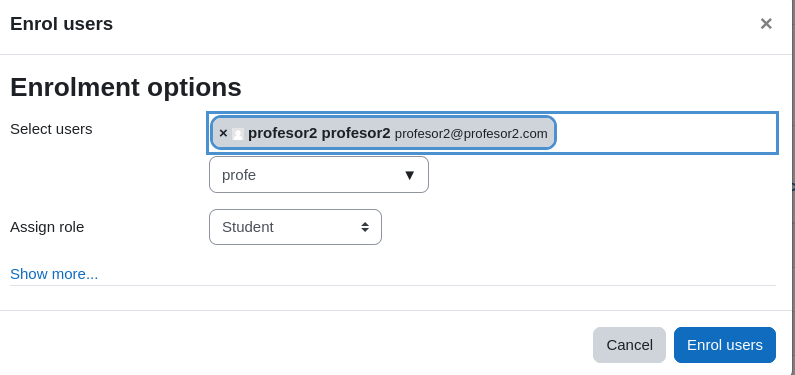 Enrol users ×
Enrolment options
Select users
× profesor2 profesor2 profesor2@profesor2.com
profe ▼
Assign role
Student
Show more...
Cancel
Enrol users